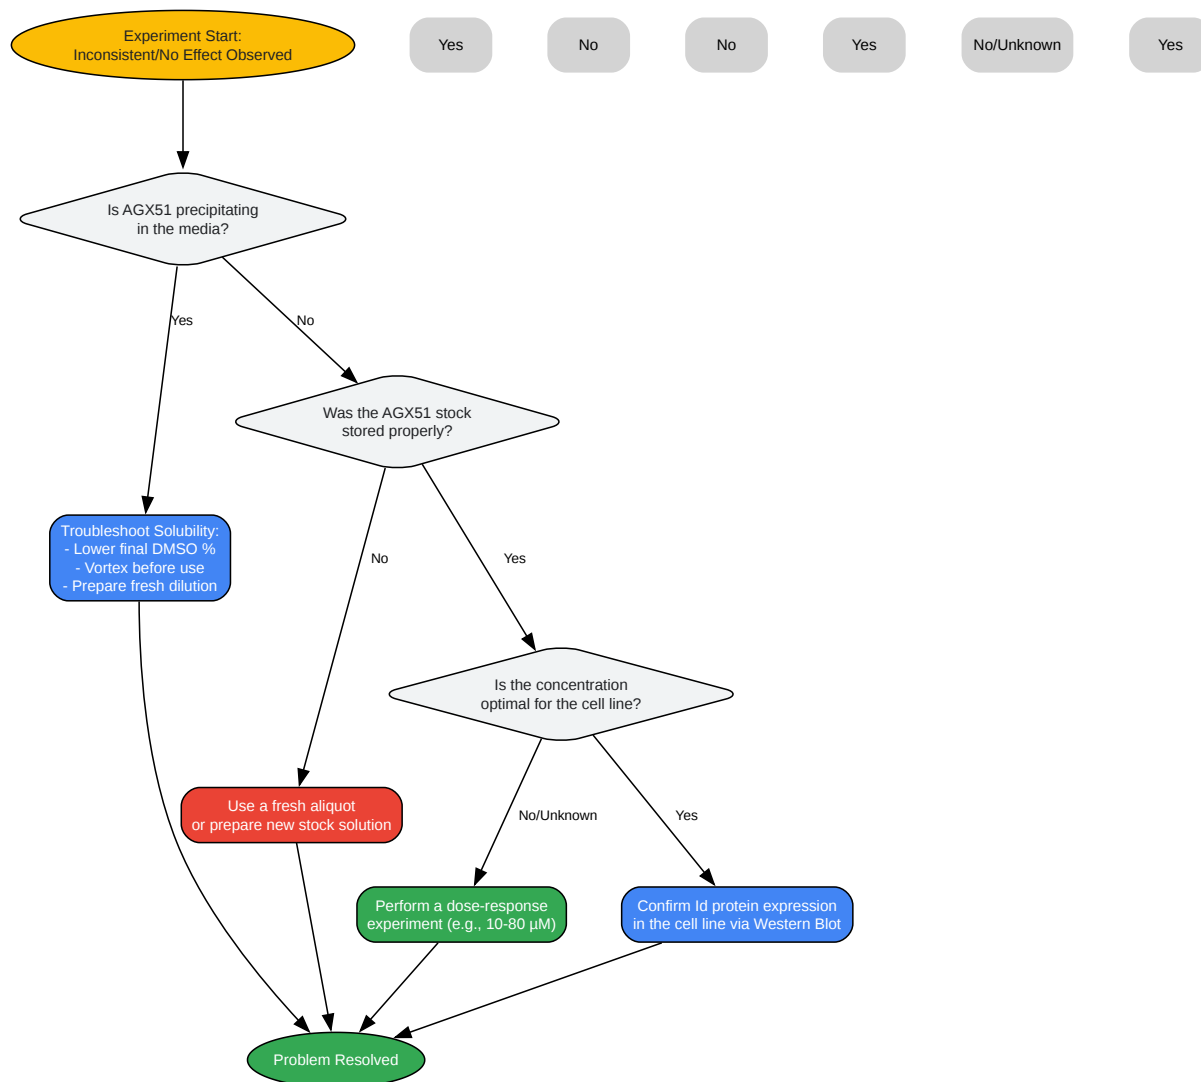 Experiment Start:
Inconsistent/No Effect Observed
Yes
No
No
Yes
No/Unknown
Yes
Is AGX51 precipitating
in the media?
Yes
No
Was the AGX51 stock
stored properly?
Troubleshoot Solubility:
- Lower final DMSO %
- Vortex before use
- Prepare fresh dilution
No
Yes
Is the concentration
optimal for the cell line?
Use a fresh aliquot
or prepare new stock solution
No/Unknown
Yes
Perform a dose-response
experiment (e.g., 10-80 µM)
Confirm Id protein expression
in the cell line via Western Blot
Problem Resolved